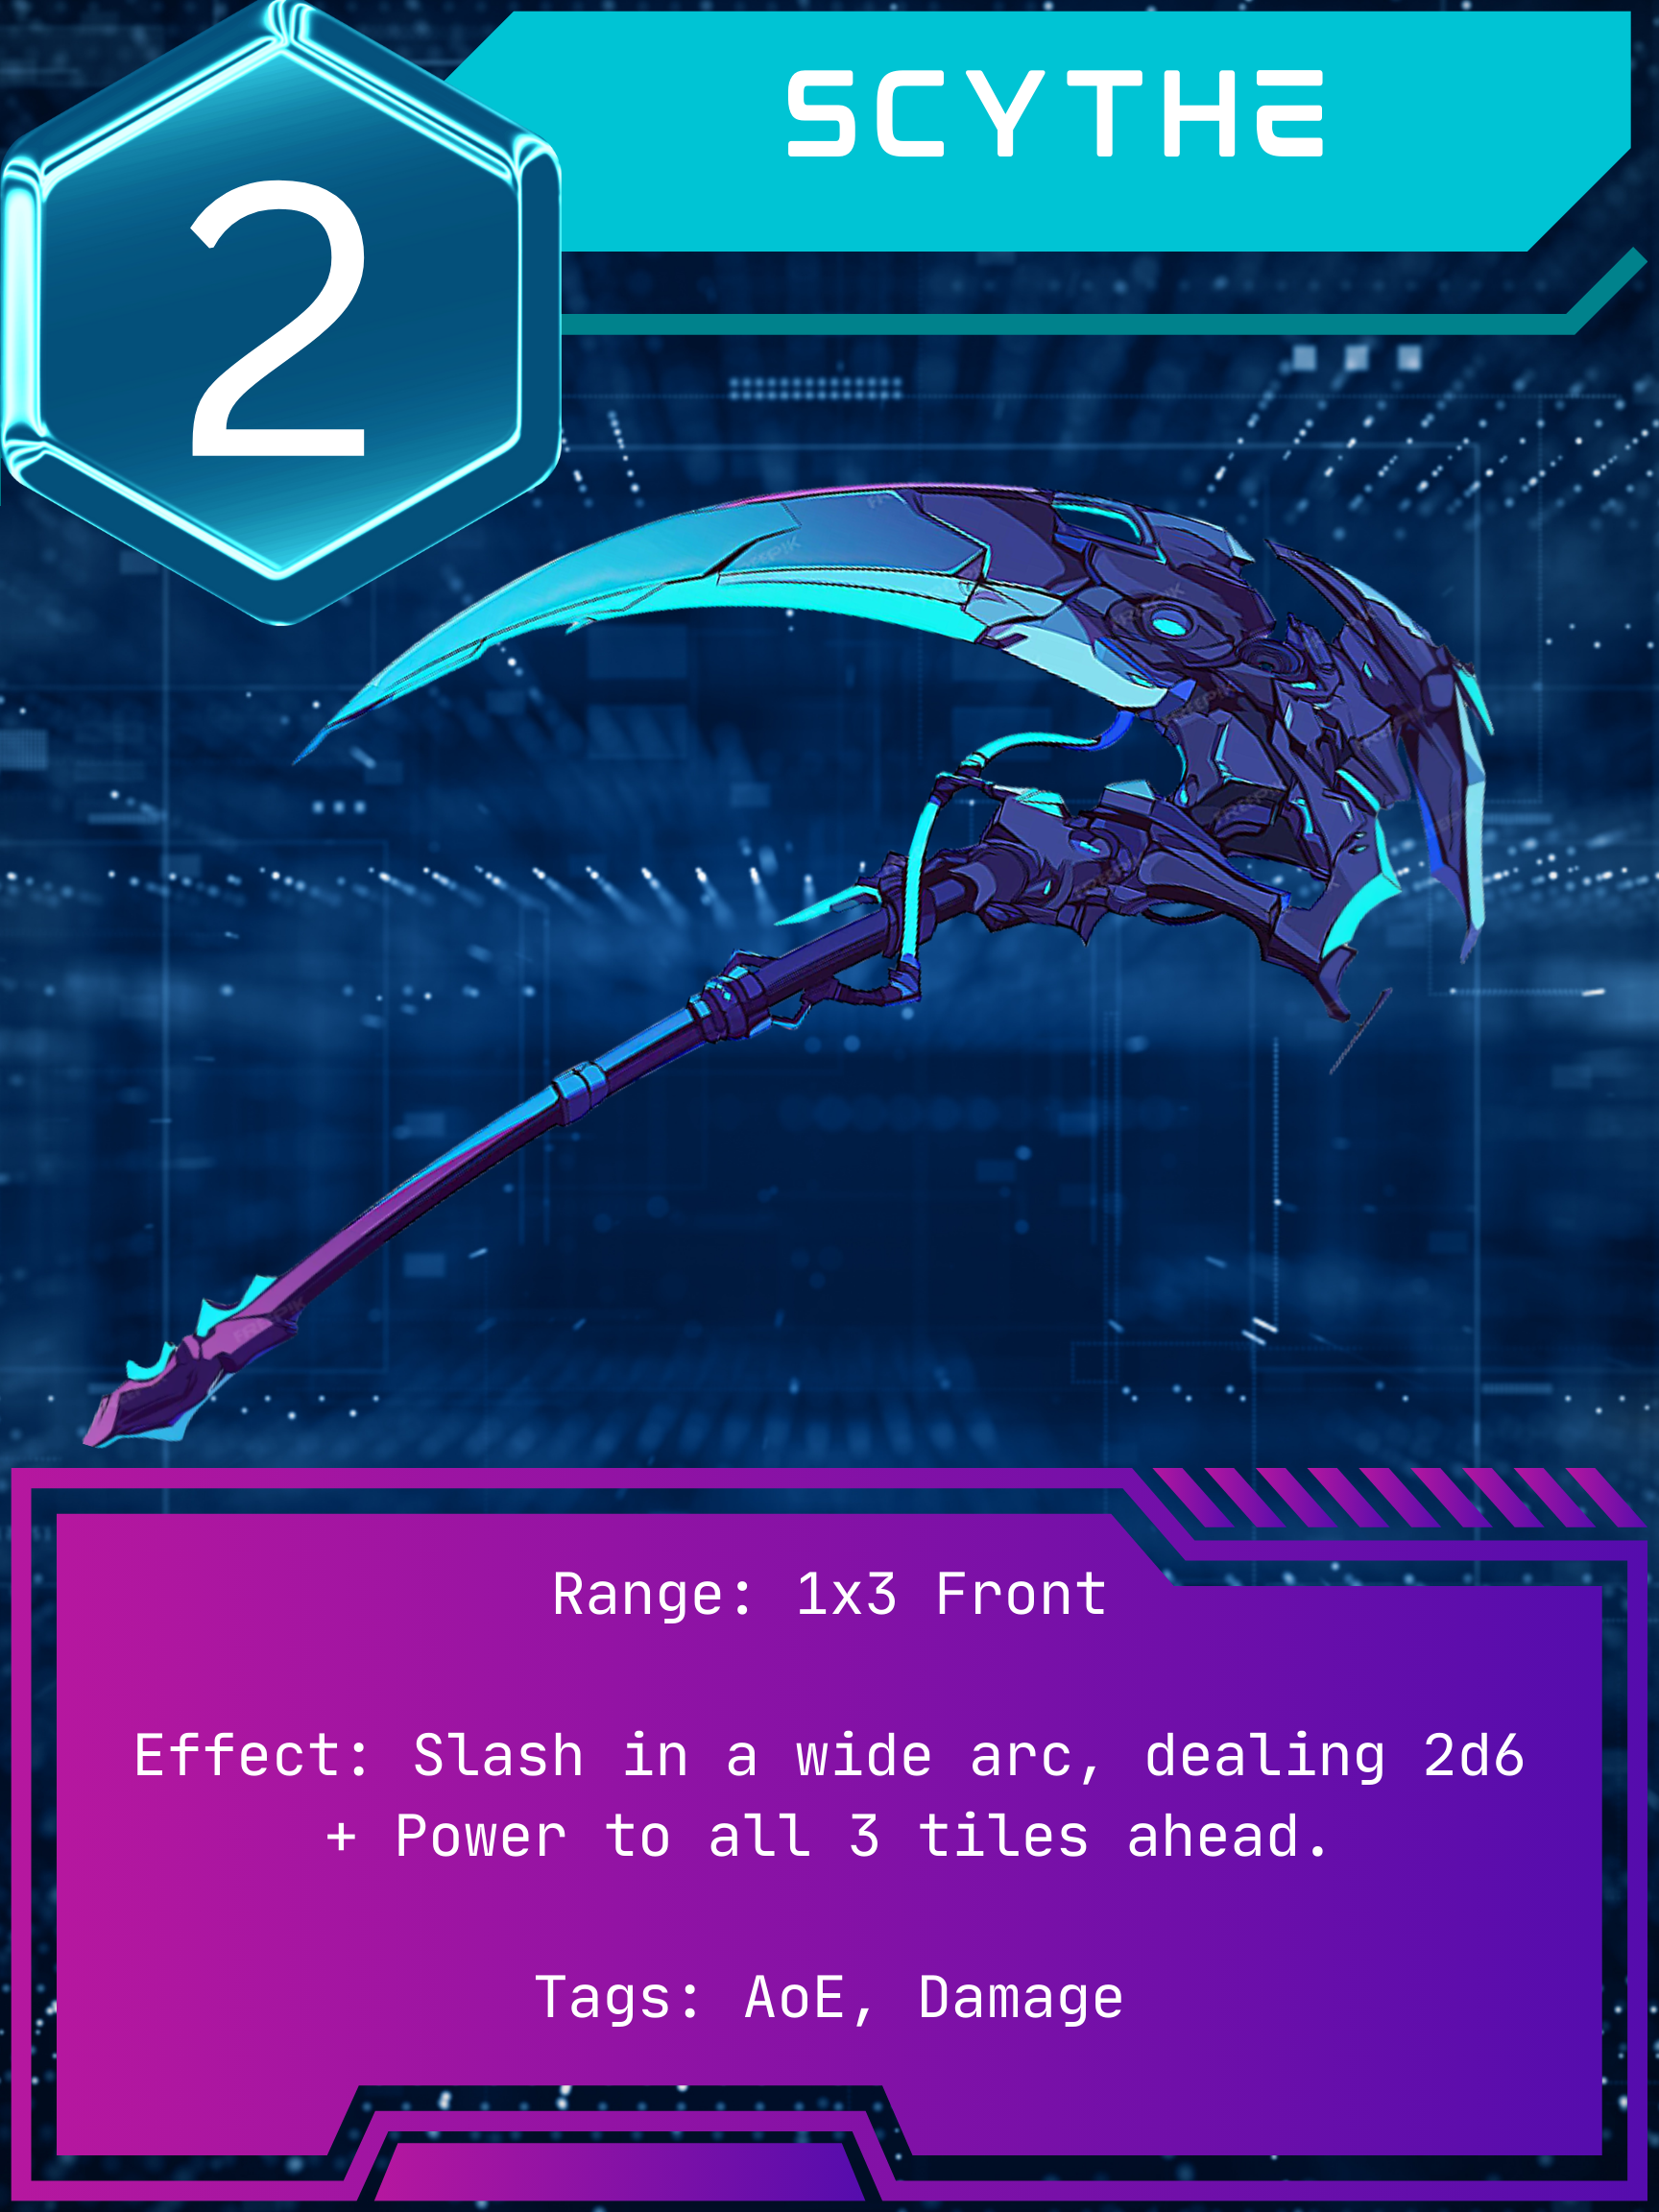 2
SCYTHE
Range: 1x3 Front
Effect: Slash in a wide arc, dealing 2d6
+ Power to all 3 tiles ahead.
Tags: AoE, Damage